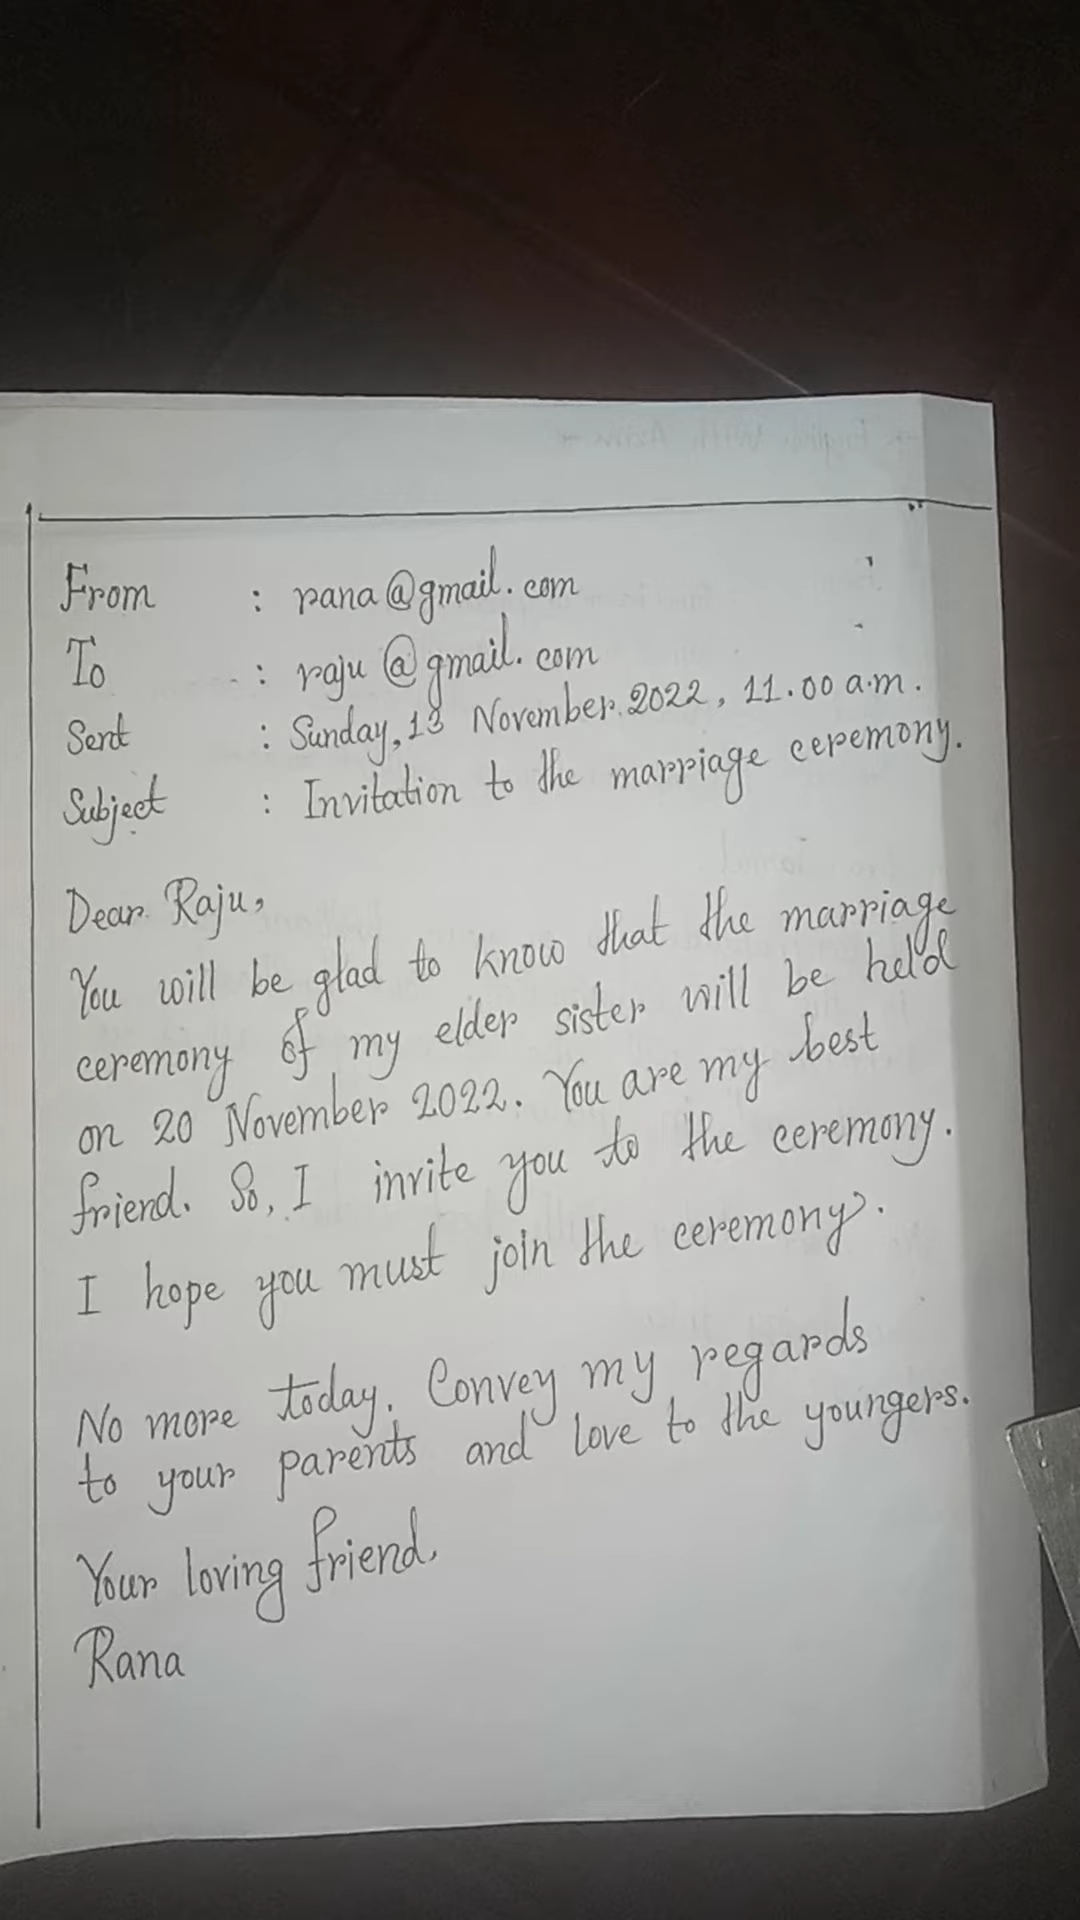 From : rana@gmail.com
To : raju@gmail.com
Sent : Sunday, 13 November 2022, 11.00 a.m.
Subject : Invitation to the marriage ceremony.
Dear Raju,
You will be glad to know that the marriage
ceremony of my elder sister will be held
on 20 November 2022. You are my best
friend. So, I invite you to the ceremony.
I hope you must join the ceremony.
No more today. Convey my regards
to your parents and love to the youngers.
Your loving friend,
Rana